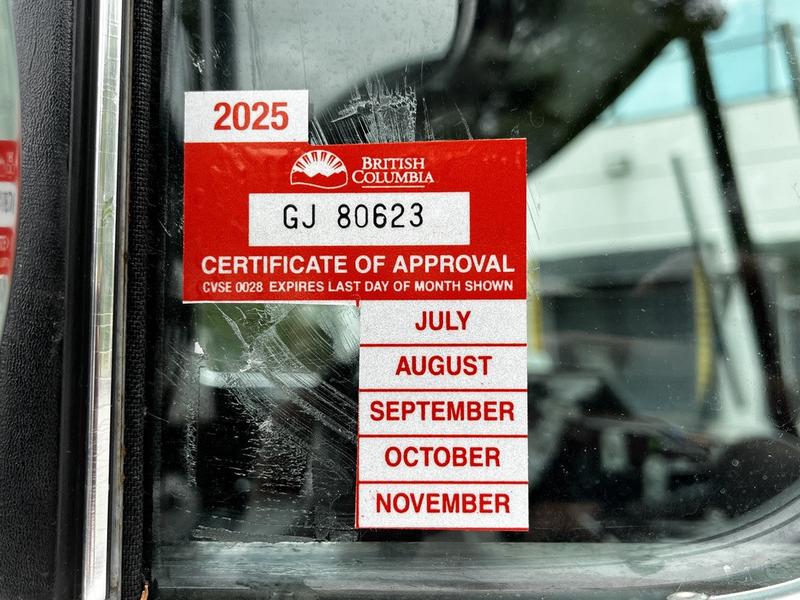 2025
BRITISH
COLUMBIA
GJ 80623
CERTIFICATE OF APPROVAL
CVSE 0028 EXPIRES LAST DAY OF MONTH SHOWN
JULY
AUGUST
SEPTEMBER
OCTOBER
NOVEMBER